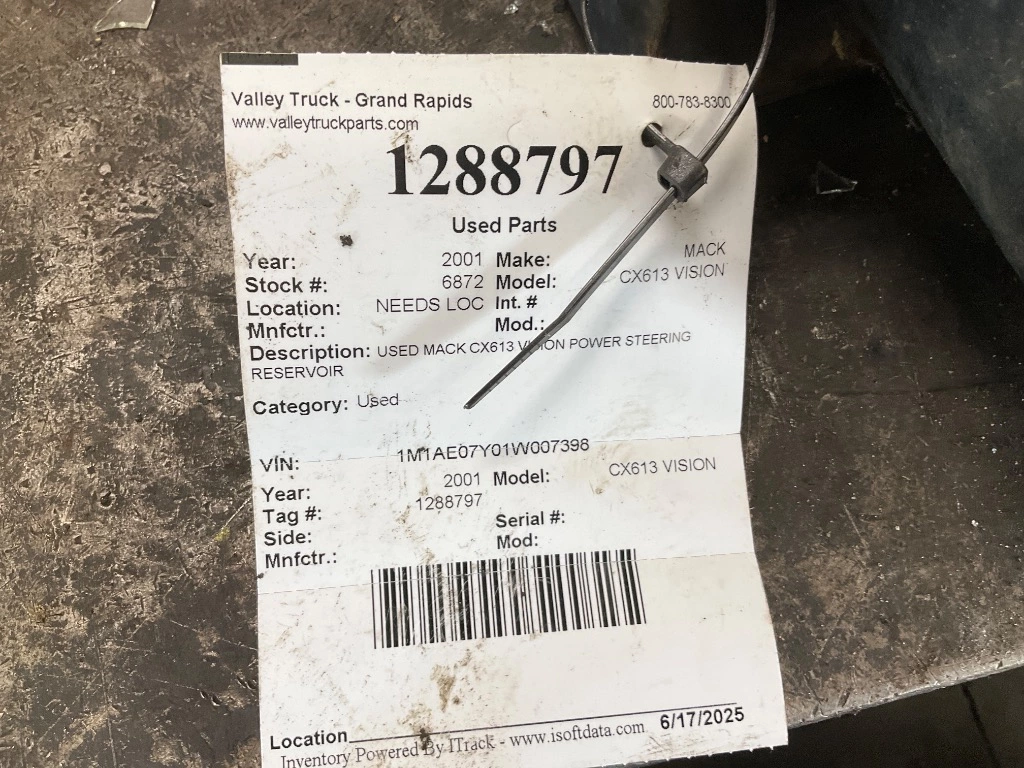 Valley Truck - Grand Rapids 800-783-8300
www.valleytruckparts.com
1288797
Used Parts
Year: 2001 Make: MACK
Stock #: 6872 Model: CX613 VISION
Location: NEEDS LOC Int. #
Mnfctr.: Mod.:
Description: USED MACK CX613 VISION POWER STEERING
RESERVOIR
Category: Used
VIN: 1M1AE07Y01W007398
Year: 2001 Model: CX613 VISION
Tag #: 1288797
Side: Serial #:
Mnfctr.: Mod:
Location
Inventory Powered By ITrack - www.isoftdata.com 6/17/2025